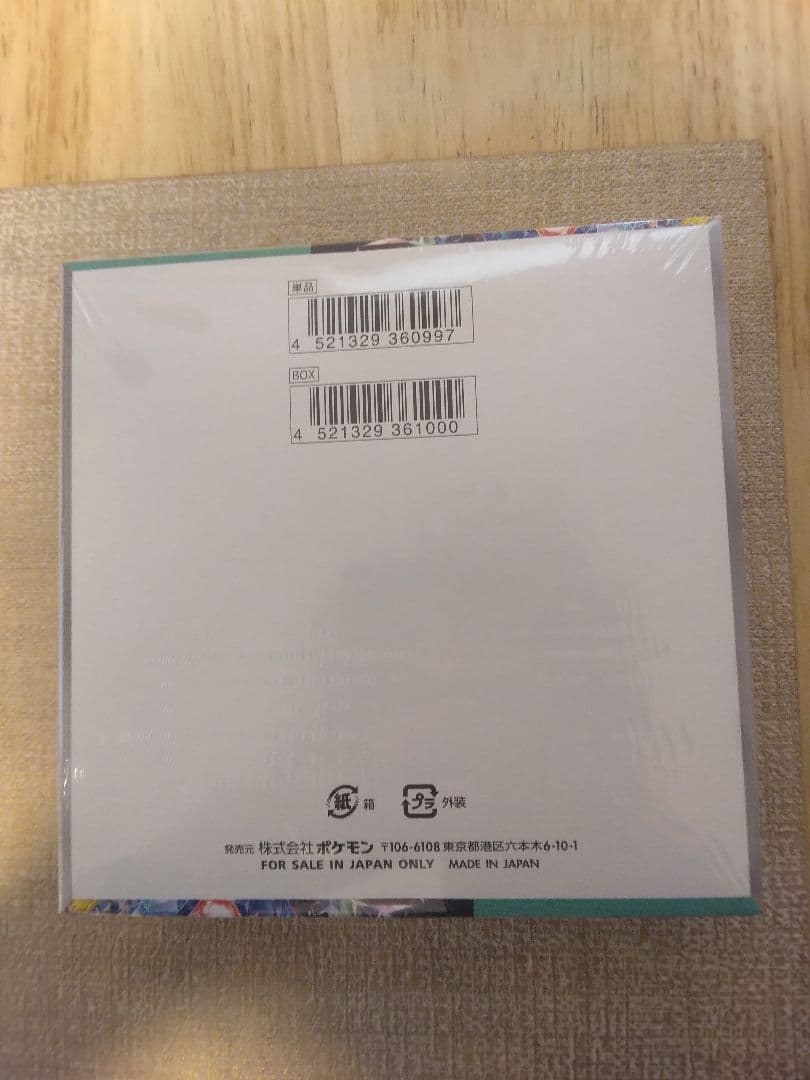 単品
4 521329 360997
BOX
4 521329 361000
紙 箱 プラ 外装
発売元 株式会社ポケモン 〒106-6108 東京都港区六本木6-10-1
FOR SALE IN JAPAN ONLY MADE IN JAPAN